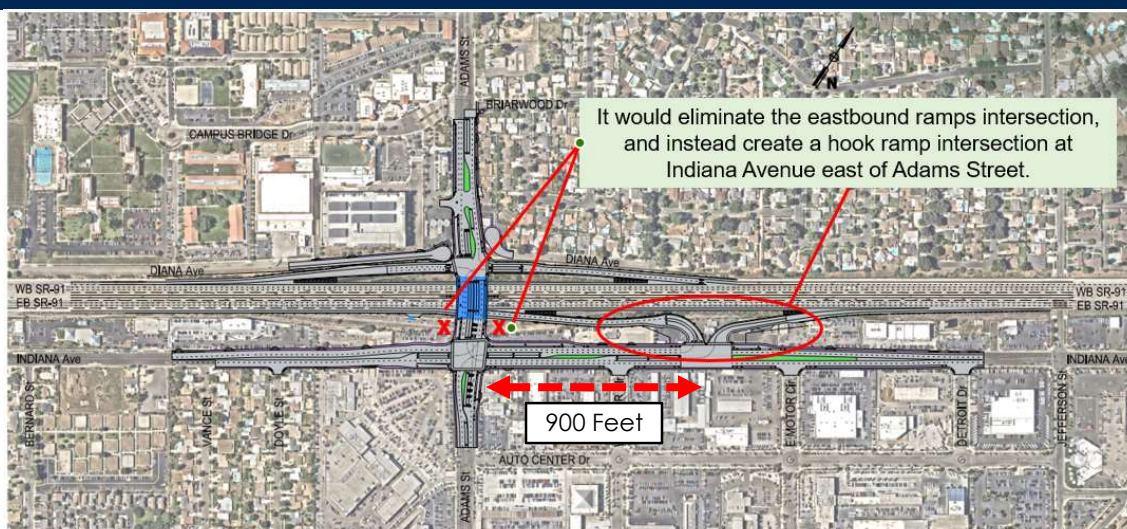 ADAMS ST
BRIARWOOD Dr
N
CAMPUS BRIDGE Dr
It would eliminate the eastbound ramps intersection,
and instead create a hook ramp intersection at
Indiana Avenue east of Adams Street.
DIANA Ave
DIANA Ave
WB SR-91
EB SR-91
WB SR-91
EB SR-91
X
X
INDIANA Ave
INDIANA Ave
BERNARD St
VANCE ST
DOYLE ST
900 Feet
E MOTOR Cir
DETROIT Dr
JEFFERSON St
AUTO CENTER Dr
ADAMS ST